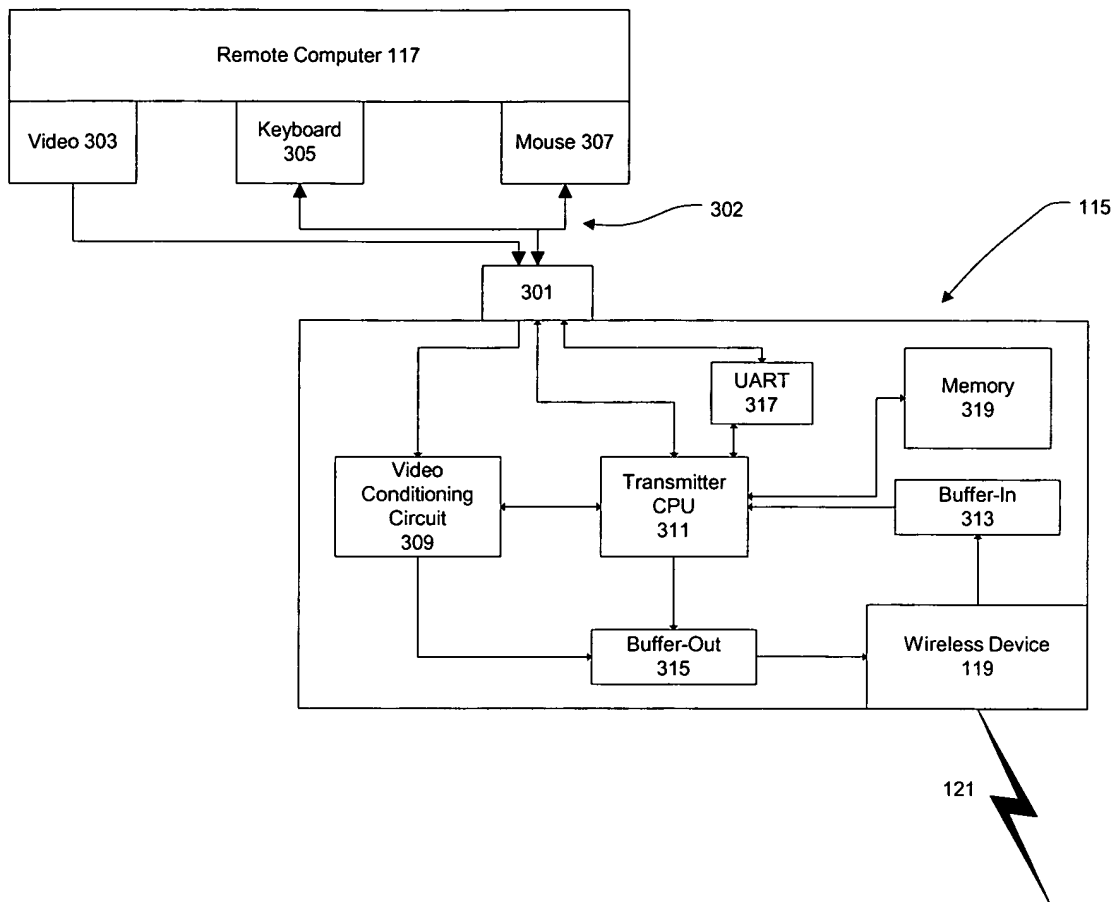 Remote Computer 117
Video 303
Keyboard
305
Mouse 307
302
115
301
UART
317
Memory
319
Video
Conditioning
Circuit
309
Transmitter
CPU
311
Buffer-In
313
Buffer-Out
315
Wireless Device
119
121